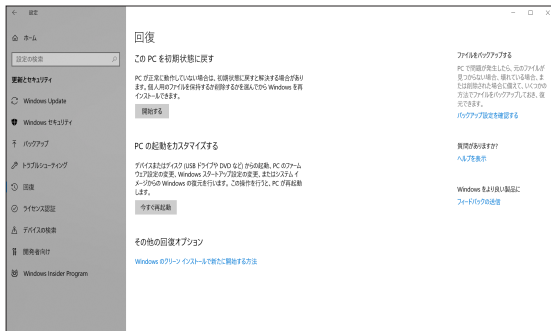 設定
ホーム
設定の検索
更新とセキュリティ
Windows Update
Windows セキュリティ
バックアップ
トラブルシューティング
回復
ライセンス認証
デバイスの検索
開発者向け
Windows Insider Program
回復
この PC を初期状態に戻す
PC が正常に動作していない場合は、初期状態に戻すと解決する場合があり
ます。個人用のファイルを保持するか削除するかを選んでから Windows を再
インストールできます。
開始する
PC の起動をカスタマイズする
デバイスまたはディスク (USB ドライブや DVD など) からの起動、PC のファーム
ウェア設定の変更、Windows スタートアップ設定の変更、またはシステム イ
メージからの Windows の復元を行います。この操作を行うと、PC が再起動
します。
今すぐ再起動
その他の回復オプション
Windows のクリーン インストールで新たに開始する方法
ファイルをバックアップする
PC で問題が発生したら、元のファイルが
見つからない場合、壊れている場合、ま
たは削除された場合に備えて、いくつかの
方法でファイルをバックアップしておき、復
元できます。
バックアップ設定を確認する
質問がありますか?
ヘルプを表示
Windows をより良い製品に
フィードバックの送信